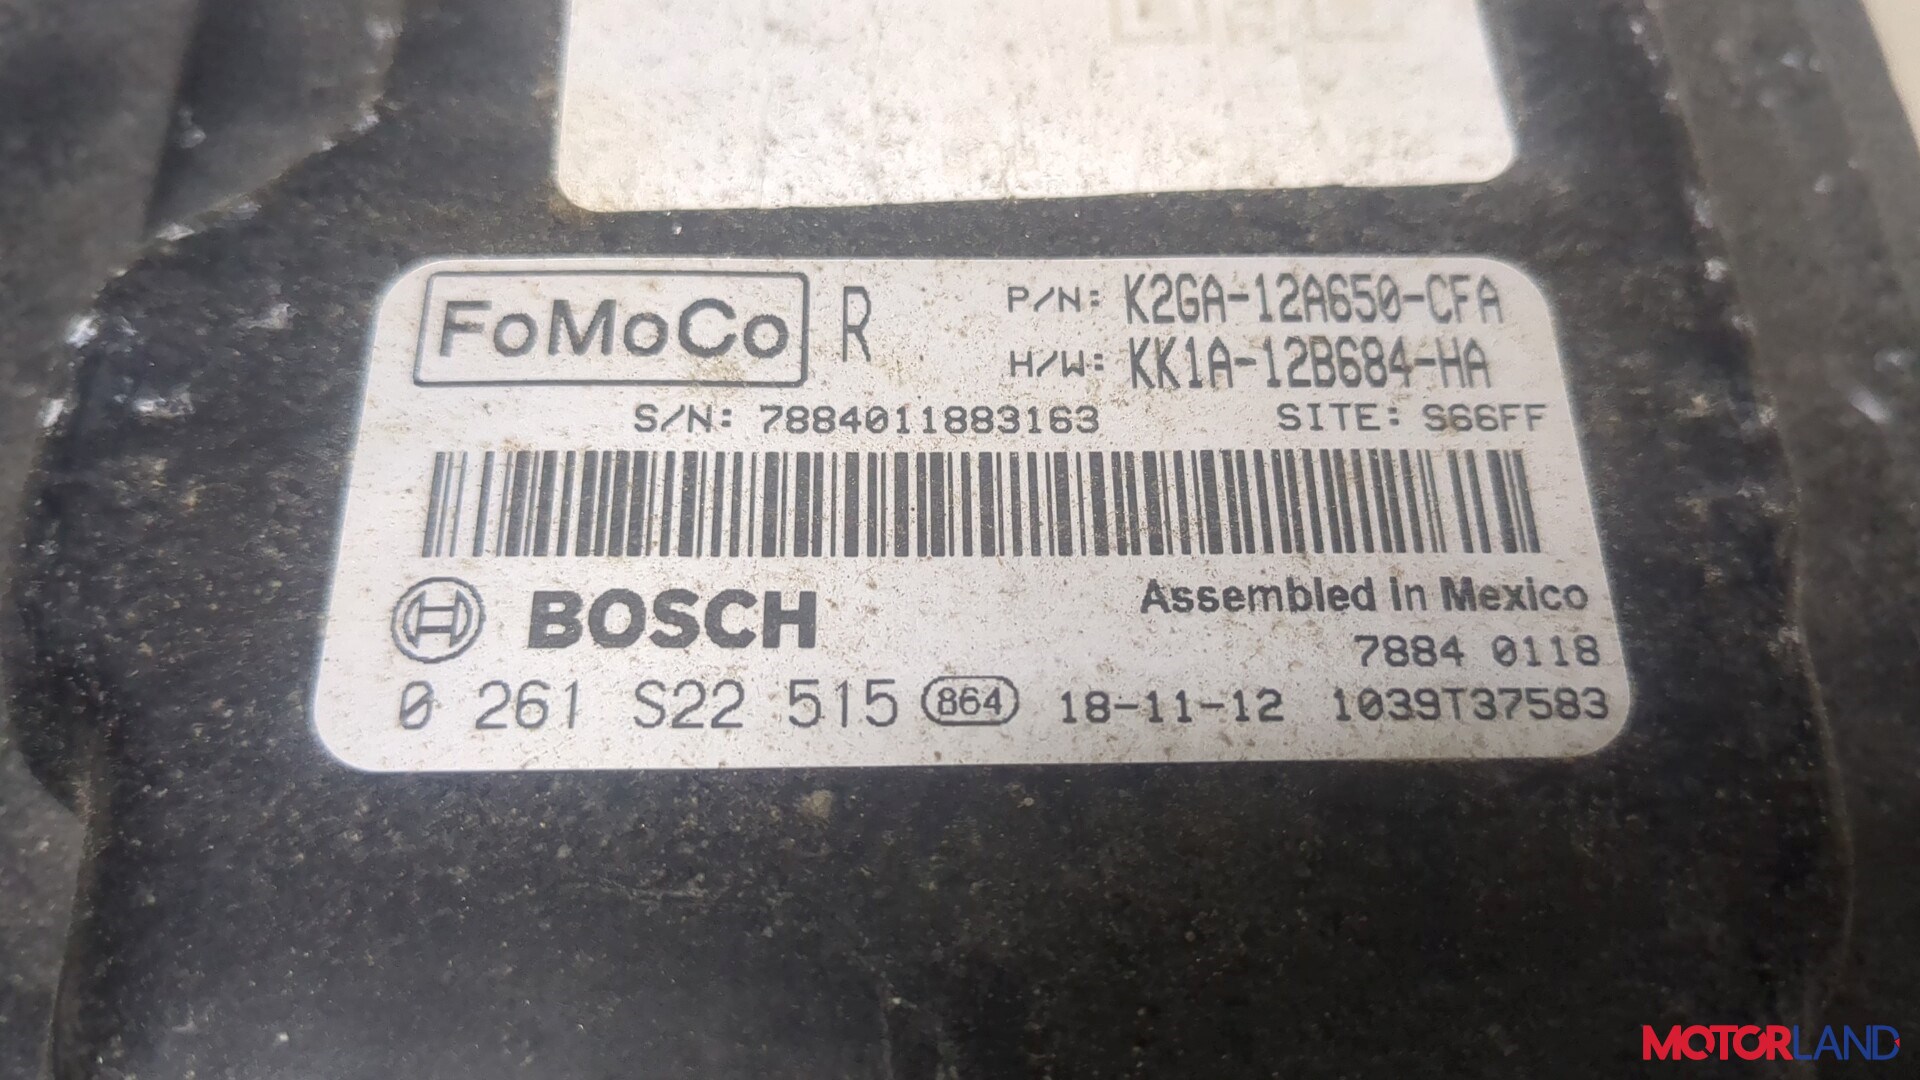 FoMoCo R P/N: K2GA-12A650-CFA
H/W: KK1A-12B684-HA
S/N: 7884011883163 SITE: S66FF
BOSCH Assembled in Mexico
7884 0118
0 261 S22 515 864 18-11-12 1039T37583
MOTORLAND